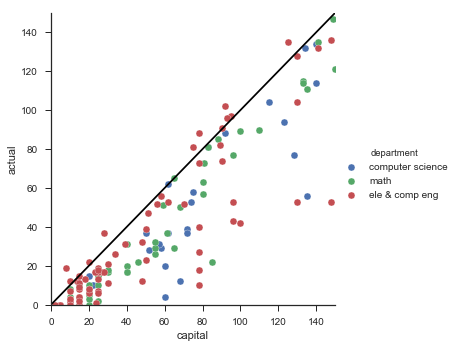 140
120
100
80
60
40
20
0
actual
0 20 40 60 80 100 120 140
capital
department
computer science
math
ele & comp eng